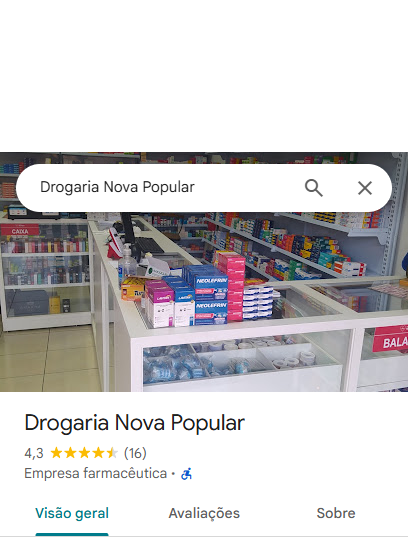 Drogaria Nova Popular
CAIXA
NEOLEFRIN
NEOLEFRIN
BALA
Drogaria Nova Popular
4,3 (16)
Empresa farmacêutica ·
Visão geral Avaliações Sobre